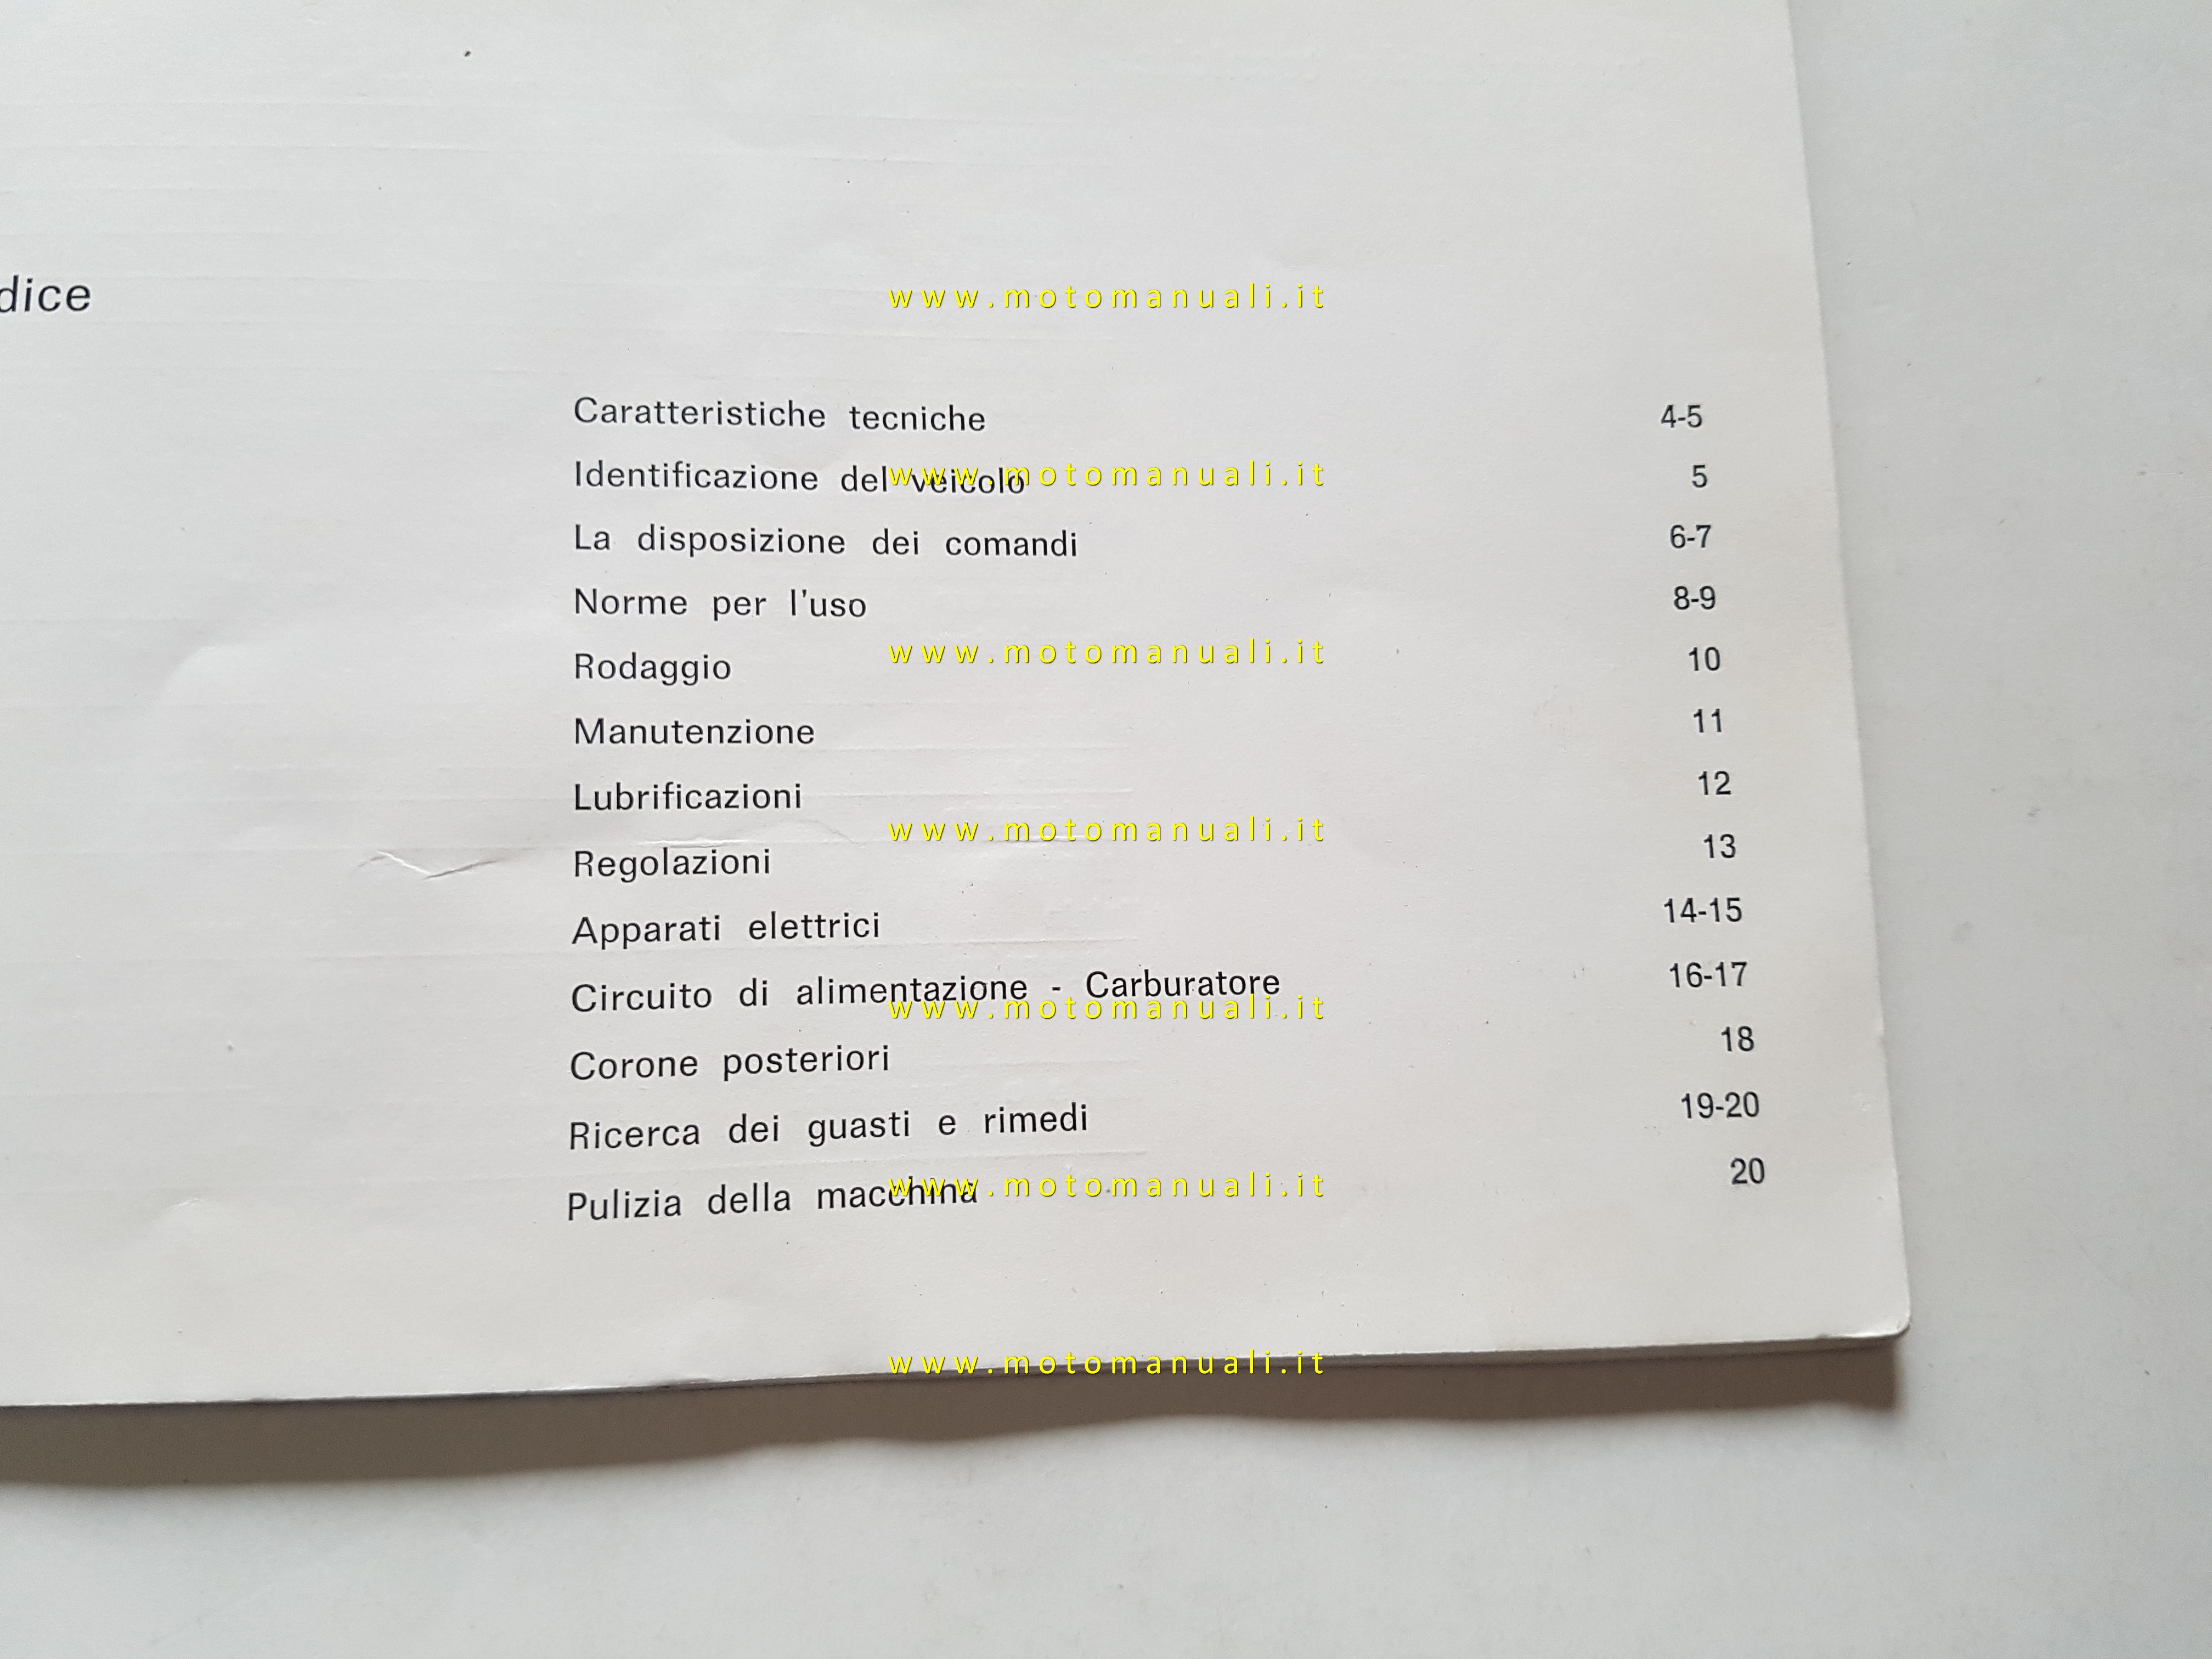 dice
www.motomanuali.it
Caratteristiche tecniche 4-5
Identificazione del veicolo 5
www.motomanuali.it
La disposizione dei comandi 6-7
Norme per l'uso 8-9
www.motomanuali.it
Rodaggio 10
Manutenzione 11
Lubrificazioni 12
www.motomanuali.it
Regolazioni 13
Apparati elettrici 14-15
Circuito di alimentazione - Carburatore 16-17
www.motomanuali.it
Corone posteriori 18
Ricerca dei guasti e rimedi 19-20
Pulizia della macchina 20
www.motomanuali.it
www.motomanuali.it